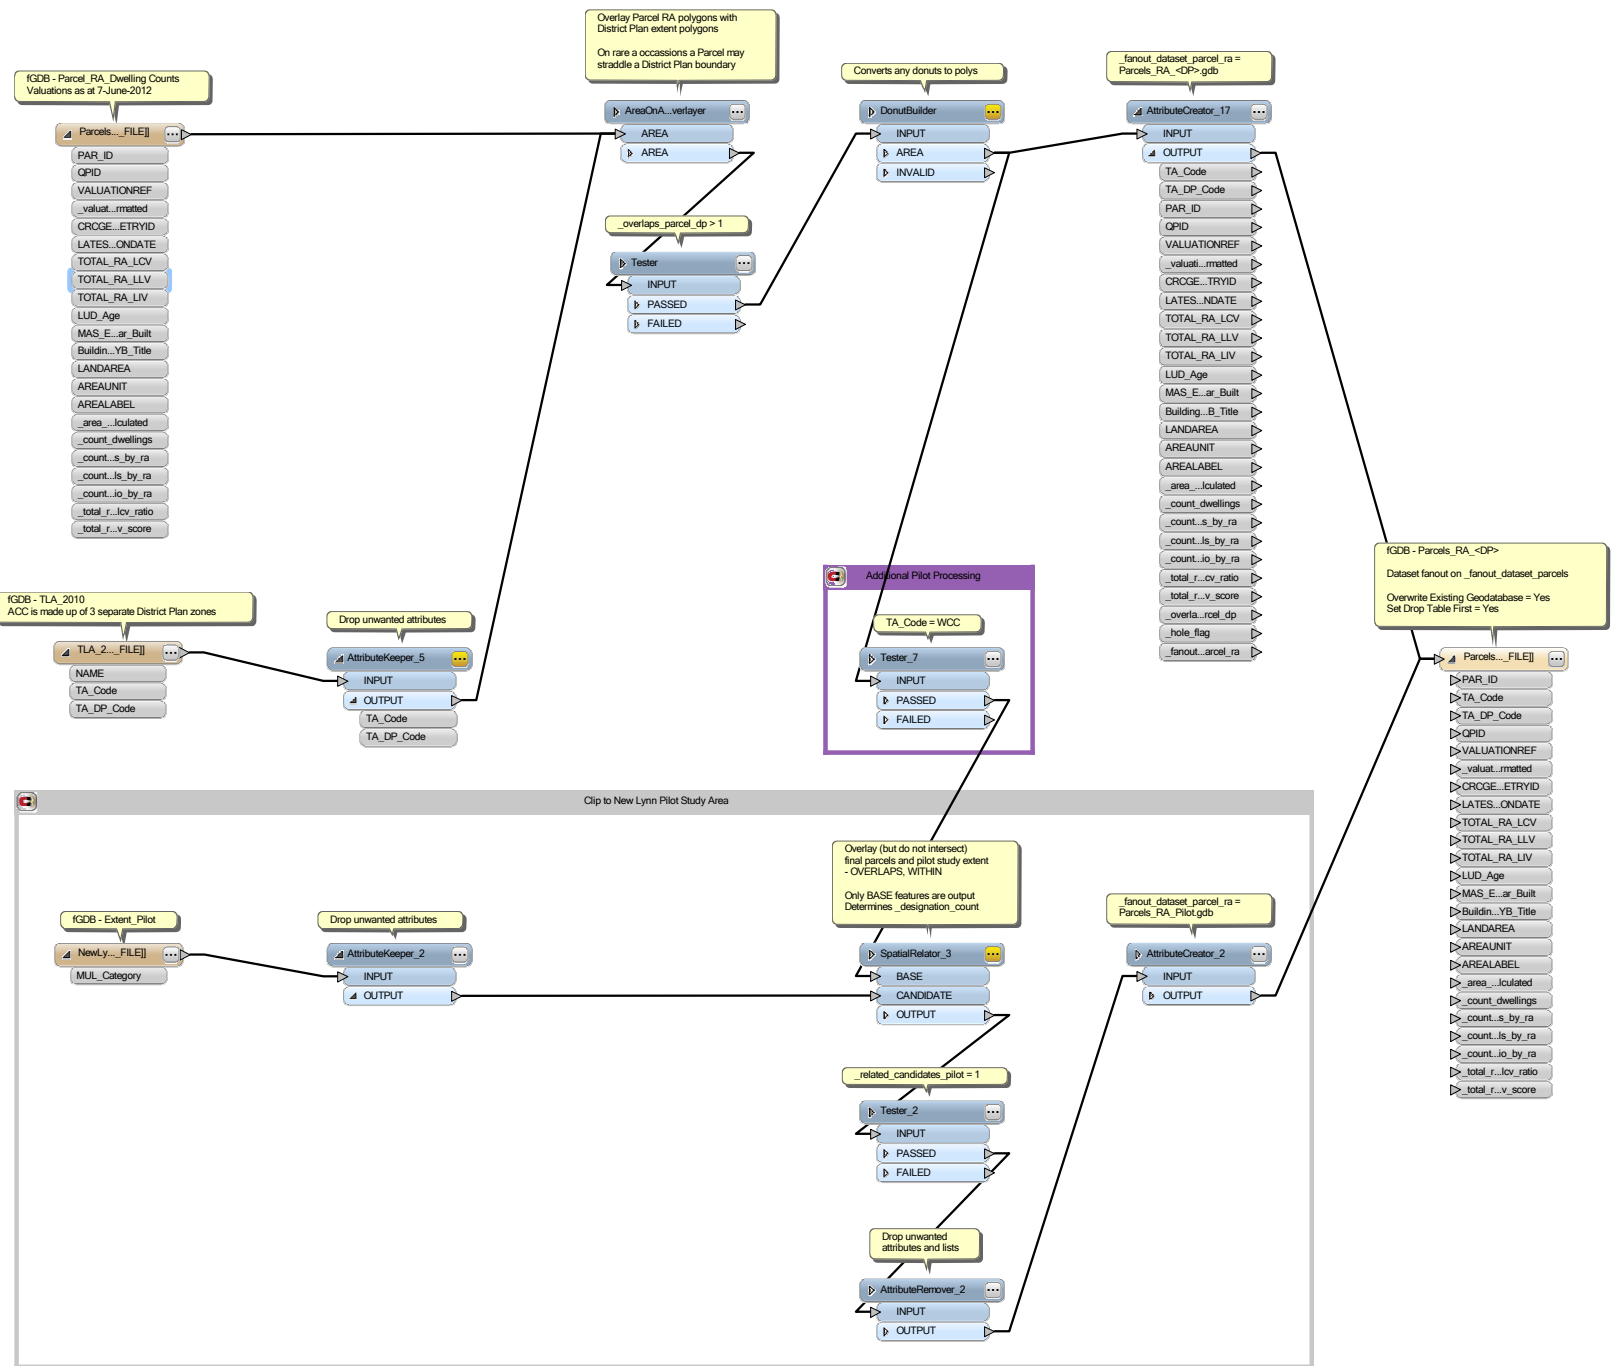 Overlay Parcel RA polygons with
District Plan extent polygons
On rare a occassions a Parcel may
straddle a District Plan boundary
fGDB - Parcel_RA_Dwelling Counts
Valuations as at 7-June-2012
Converts any donuts to polys
_fanout_dataset_parcel_ra =
Parcels_RA_<DP>.gdb
Parcels..._FILE]]
PAR_ID
QPID
VALUATIONREF
_valuat...rmatted
CRCGE...ETRYID
LATES...ONDATE
TOTAL_RA_LCV
TOTAL_RA_LLV
TOTAL_RA_LIV
LUD_Age
MAS_E...ar_Built
Buildin...YB_Title
LANDAREA
AREAUNIT
AREALABEL
_area_...lculated
_count_dwellings
_count...s_by_ra
_count...ls_by_ra
_count...io_by_ra
_total_r...lcv_ratio
_total_r...v_score
AreaOnA...verlayer
AREA
AREA
_overlaps_parcel_dp > 1
Tester
INPUT
PASSED
FAILED
DonutBuilder
INPUT
AREA
INVALID
AttributeCreator_17
INPUT
OUTPUT
TA_Code
TA_DP_Code
PAR_ID
QPID
VALUATIONREF
_valuati...rmatted
CRCGE...TRYID
LATES...NDATE
TOTAL_RA_LCV
TOTAL_RA_LLV
TOTAL_RA_LIV
LUD_Age
MAS_E...ar_Built
Building...B_Title
LANDAREA
AREAUNIT
AREALABEL
_area_...lculated
_count_dwellings
_count...s_by_ra
_count...ls_by_ra
_count...io_by_ra
_total_r...cv_ratio
_total_r...v_score
_overla...rcel_dp
_hole_flag
_fanout...arcel_ra
fGDB - TLA_2010
ACC is made up of 3 separate District Plan zones
TLA_2..._FILE]]
NAME
TA_Code
TA_DP_Code
Drop unwanted attributes
AttributeKeeper_5
INPUT
OUTPUT
TA_Code
TA_DP_Code
Additional Pilot Processing
TA_Code = WCC
Tester_7
INPUT
PASSED
FAILED
fGDB - Parcels_RA_<DP>
Dataset fanout on _fanout_dataset_parcels
Overwrite Existing Geodatabase = Yes
Set Drop Table First = Yes
Parcels..._FILE]]
PAR_ID
TA_Code
TA_DP_Code
QPID
VALUATIONREF
_valuat...rmatted
CRCGE...ETRYID
LATES...ONDATE
TOTAL_RA_LCV
TOTAL_RA_LLV
TOTAL_RA_LIV
LUD_Age
MAS_E...ar_Built
Buildin...YB_Title
LANDAREA
AREAUNIT
AREALABEL
_area_...lculated
_count_dwellings
_count...s_by_ra
_count...ls_by_ra
_count...io_by_ra
_total_r...lcv_ratio
_total_r...v_score
Clip to New Lynn Pilot Study Area
fGDB - Extent_Pilot
NewLy..._FILE]]
MUL_Category
Drop unwanted attributes
AttributeKeeper_2
INPUT
OUTPUT
Overlay (but do not intersect)
final parcels and pilot study extent
- OVERLAPS, WITHIN
Only BASE features are output
Determines _designation_count
SpatialRelator_3
BASE
CANDIDATE
OUTPUT
_related_candidates_pilot = 1
Tester_2
INPUT
PASSED
FAILED
Drop unwanted
attributes and lists
AttributeRemover_2
INPUT
OUTPUT
_fanout_dataset_parcel_ra =
Parcels_RA_Pilot.gdb
AttributeCreator_2
INPUT
OUTPUT